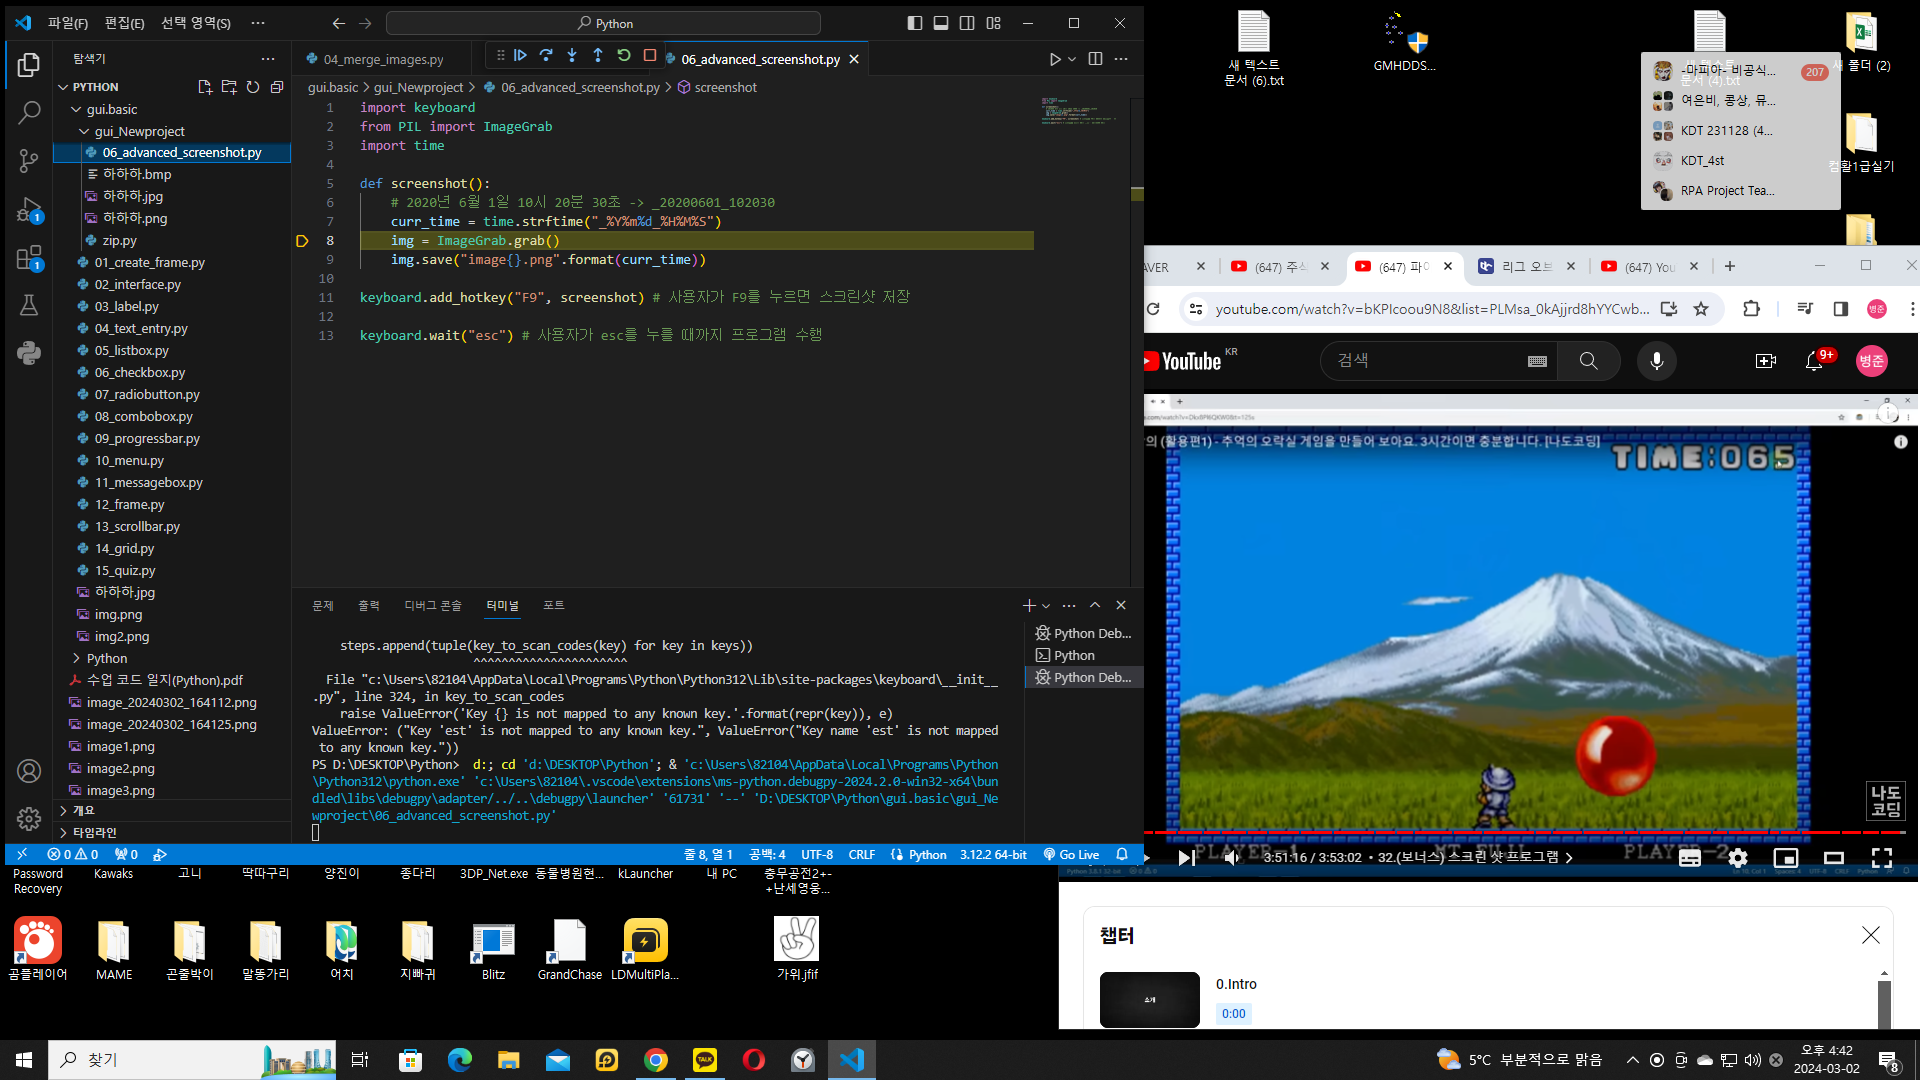 파일(F) 편집(E) 선택 영역(S) ··· Python
탐색기
PYTHON
gui.basic
gui_Newproject
06_advanced_screenshot.py
하하하.bmp
하하하.jpg
하하하.png
zip.py
01_create_frame.py
02_interface.py
03_label.py
04_text_entry.py
05_listbox.py
06_checkbox.py
07_radiobutton.py
08_combobox.py
09_progressbar.py
10_menu.py
11_messagebox.py
12_frame.py
13_scrollbar.py
14_grid.py
15_quiz.py
하하하.jpg
img.png
img2.png
Python
수업 코드 일지(Python).pdf
image_20240302_164112.png
image_20240302_164125.png
image1.png
image2.png
image3.png
개요
타임라인
1
1
04_merge_images.py
06_advanced_screenshot.py
gui.basic > gui_Newproject > 06_advanced_screenshot.py > screenshot
1 import keyboard
2 from PIL import ImageGrab
3 import time
4
5 def screenshot():
6 # 2020년 6월 1일 10시 20분 30초 -> _20200601_102030
7 curr_time = time.strftime("_%Y%m%d_%H%M%S")
8 img = ImageGrab.grab()
9 img.save("image{}.png".format(curr_time))
10
11 keyboard.add_hotkey("F9", screenshot) # 사용자가 F9를 누르면 스크린샷 저장
12
13 keyboard.wait("esc") # 사용자가 esc를 누를 때까지 프로그램 수행
문제 출력 디버그 콘솔 터미널 포트
steps.append(tuple(key_to_scan_codes(key) for key in keys))
^^^^^^^^^^^^^^^^^^^^^^
File "c:\Users\82104\AppData\Local\Programs\Python\Python312\Lib\site-packages\keyboard\__init__
.py", line 324, in key_to_scan_codes
raise ValueError('Key {} is not mapped to any known key.'.format(repr(key)), e)
ValueError: ("Key 'est' is not mapped to any known key.", ValueError("Key name 'est' is not mapped
to any known key."))
PS D:\DESKTOP\Python> d:; cd 'd:\DESKTOP\Python'; & 'c:\Users\82104\AppData\Local\Programs\Python
\Python312\python.exe' 'c:\Users\82104\.vscode\extensions\ms-python.debugpy-2024.2.0-win32-x64\bun
dled\libs\debugpy\adapter/../..\debugpy\launcher' '61731' '--' 'D:\DESKTOP\Python\gui.basic\gui_Ne
wproject\06_advanced_screenshot.py'
Python Deb...
Python
Python Deb...
0 0 0 줄 8, 열 1 공백: 4 UTF-8 CRLF Python 3.12.2 64-bit Go Live
새 텍스트
문서 (6).txt
GMHDDS...
새 폴더 (2)
문서 (4).txt
컴활1급실기
-마피아- 비공식... 207
여은비, 콩상, 뮤...
KDT 231128 (4...
KDT_4st
RPA Project Tea...
AVER (647) 주식 (647) 파이 리그 오브 (647) You
youtube.com/watch?v=bKPIcoou9N8&list=PLMsa_0kAjjrd8hYYCwb... 병준
YouTube KR 검색 9+ 병준
의 (활용편1) - 추억의 오락실 게임을 만들어 보아요. 3시간이면 충분합니다. [나도코딩]
TIME:065
나도
코딩
PLAYER-1 MT.FUJI PLAYER-2
3:51:16 / 3:53:02 • 32.(보너스) 스크린 샷 프로그램
챕터
소개
0.Intro
0:00
Password
Recovery
Kawaks
고니
딱따구리
양진이
종다리
3DP_Net.exe
동물병원현...
kLauncher
내 PC
충무공전2+-
+난세영웅...
곰플레이어
MAME
곤줄박이
말똥가리
어치
지빠귀
Blitz
GrandChase
LDMultiPla...
가위.jfif
찾기
TALK
5°C 부분적으로 맑음
오후 4:42
2024-03-02
8